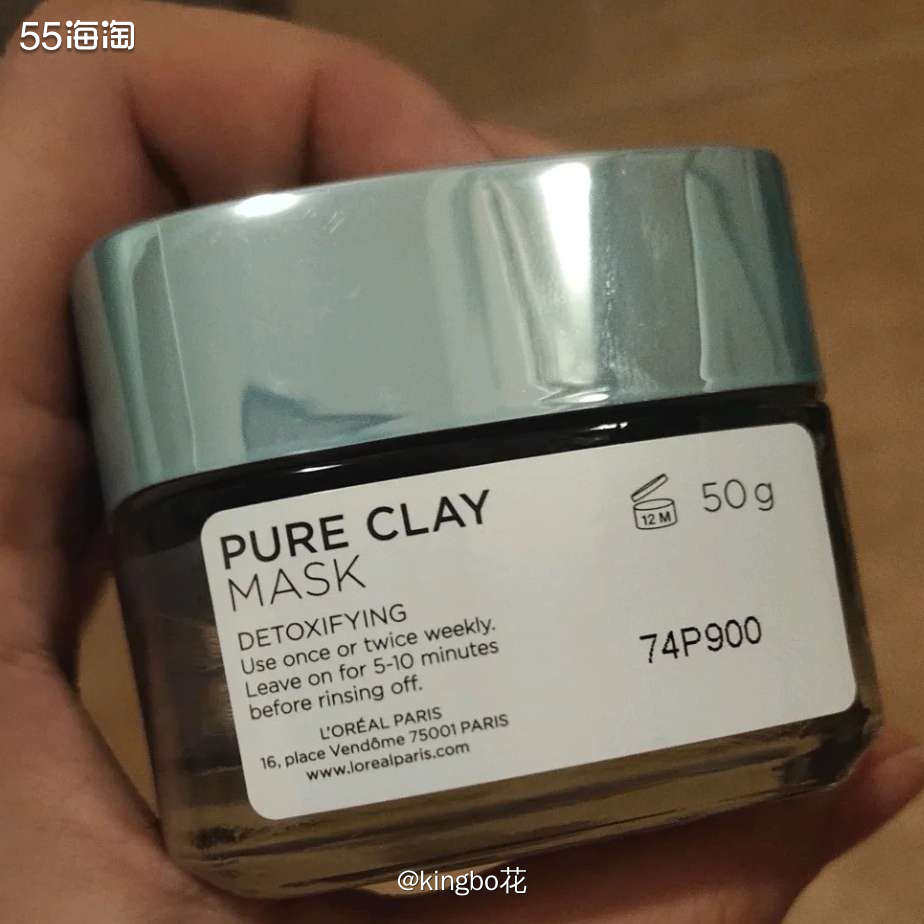 55海淘
PURE CLAY
MASK
12 M
50 g
DETOXIFYING
Use once or twice weekly.
Leave on for 5-10 minutes
before rinsing off.
74P900
L'ORÉAL PARIS
16, place Vendôme 75001 PARIS
www.lorealparis.com
@kingbo花